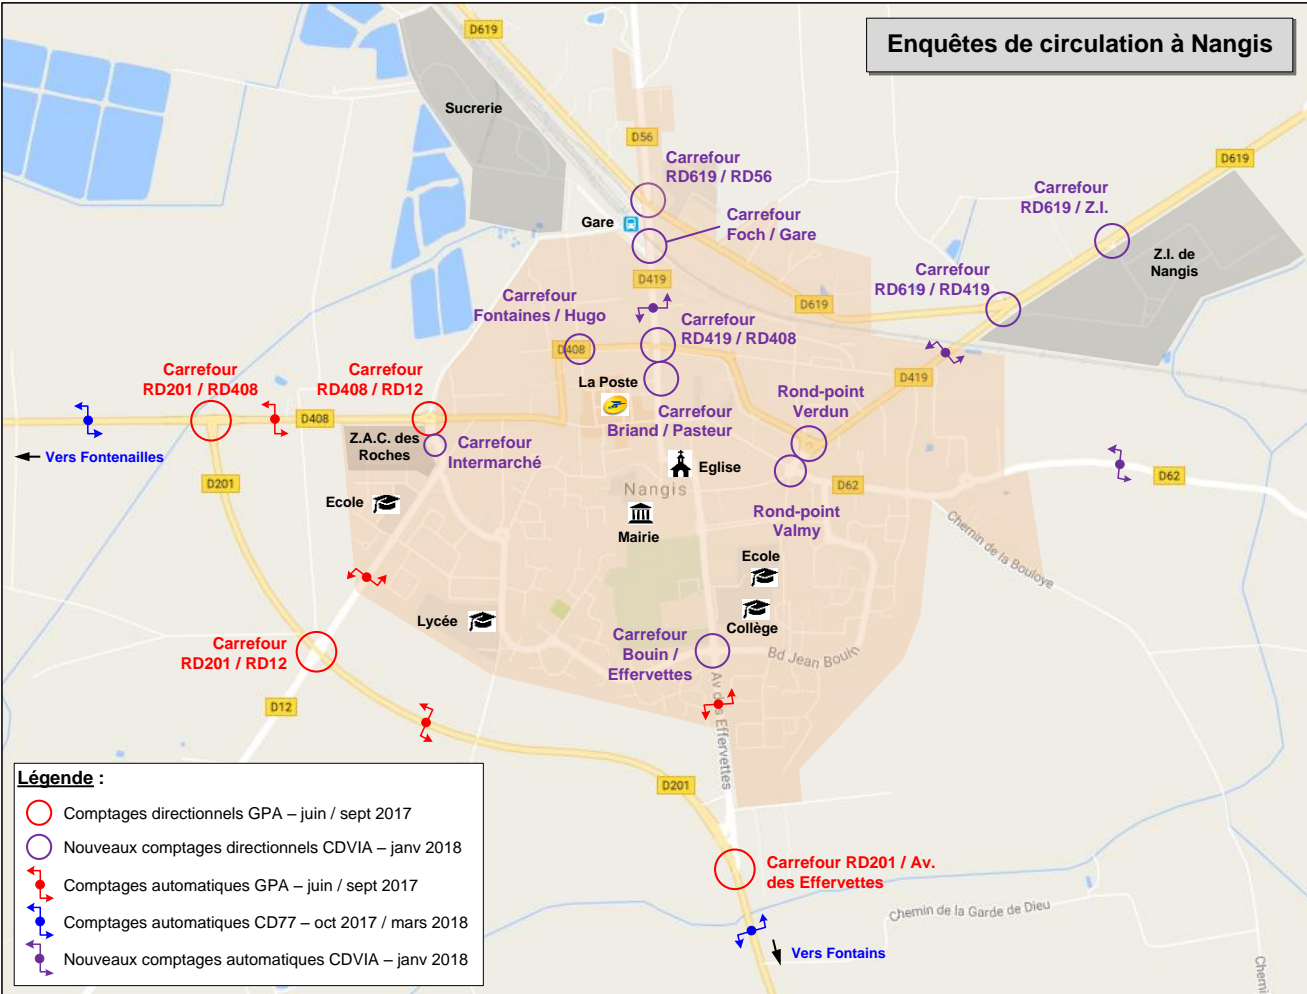 Enquêtes de circulation à Nangis
D619
Sucrerie
D56
Carrefour
RD619 / RD56
D619
Carrefour
RD619 / Z.I.
Gare
Carrefour
Foch / Gare
Z.I. de
Nangis
D419
Carrefour
RD619 / RD419
D619
Carrefour
Fontaines / Hugo
Carrefour
RD419 / RD408
D408
Carrefour
RD201 / RD408
Carrefour
RD408 / RD12
La Poste
D419
Rond-point
Verdun
D408
Carrefour
Briand / Pasteur
Z.A.C. des
Roches
Carrefour
Intermarché
Vers Fontenailles
Eglise
D201
D62
D62
Nangis
Ecole
Rond-point
Valmy
Mairie
Chemin de la Bouloye
Ecole
Lycée
Collège
Carrefour
RD201 / RD12
Carrefour
Bouin /
Effervettes
Bd Jean Bouin
D12
Av des Effervettes
D201
Légende :
Comptages directionnels GPA – juin / sept 2017
Nouveaux comptages directionnels CDVIA – janv 2018
Comptages automatiques GPA – juin / sept 2017
Comptages automatiques CD77 – oct 2017 / mars 2018
Nouveaux comptages automatiques CDVIA – janv 2018
Carrefour RD201 / Av.
des Effervettes
Chemin de la Garde de Dieu
Vers Fontains
Chemi